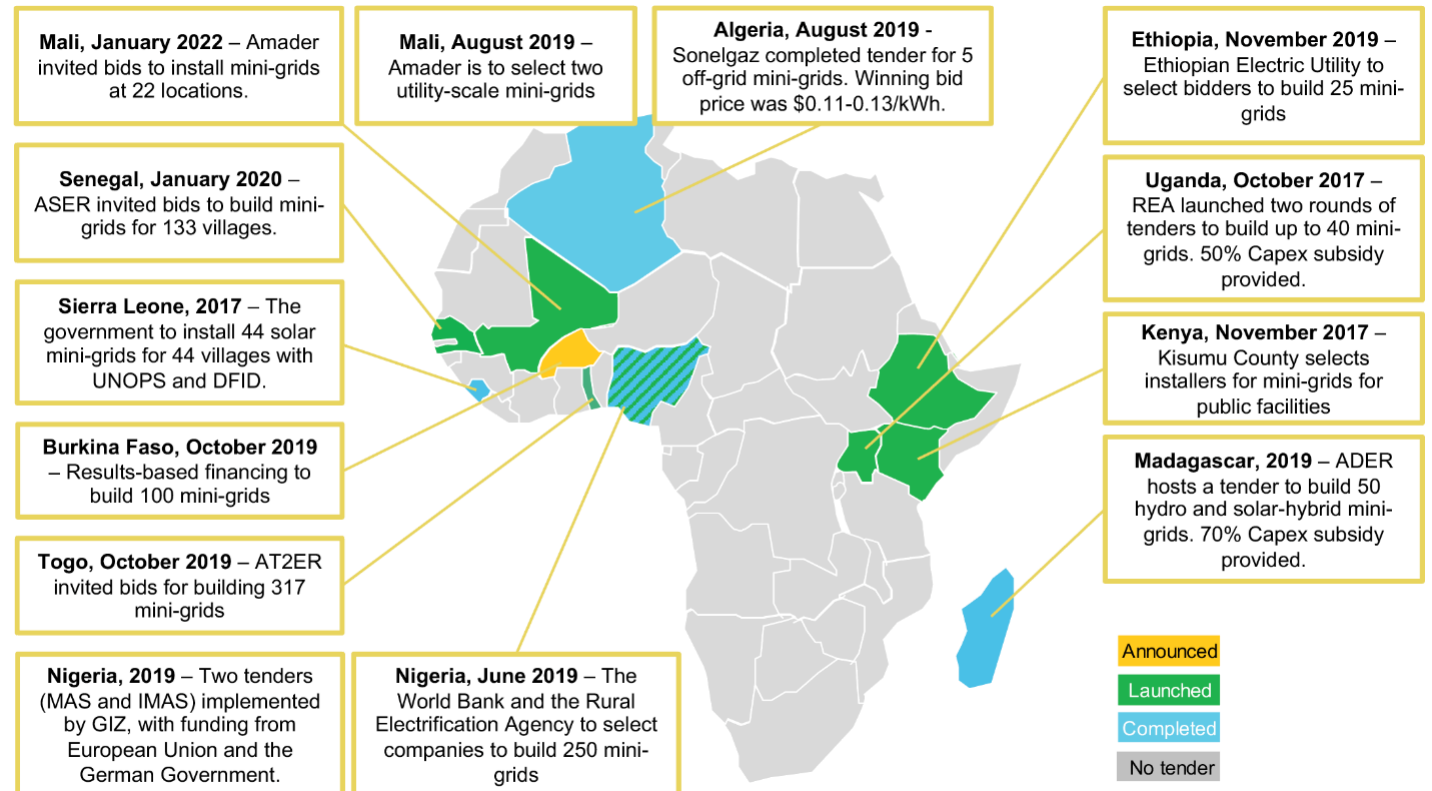 Mali, January 2022 – Amader
invited bids to install mini-grids
at 22 locations.
Mali, August 2019 –
Amader is to select two
utility-scale mini-grids
Algeria, August 2019 -
Sonelgaz completed tender for 5
off-grid mini-grids. Winning bid
price was $0.11-0.13/kWh.
Ethiopia, November 2019 –
Ethiopian Electric Utility to
select bidders to build 25 mini-
grids
Senegal, January 2020 –
ASER invited bids to build mini-
grids for 133 villages.
Uganda, October 2017 –
REA launched two rounds of
tenders to build up to 40 mini-
grids. 50% Capex subsidy
provided.
Sierra Leone, 2017 – The
government to install 44 solar
mini-grids for 44 villages with
UNOPS and DFID.
Kenya, November 2017 –
Kisumu County selects
installers for mini-grids for
public facilities
Burkina Faso, October 2019
– Results-based financing to
build 100 mini-grids
Madagascar, 2019 – ADER
hosts a tender to build 50
hydro and solar-hybrid mini-
grids. 70% Capex subsidy
provided.
Togo, October 2019 – AT2ER
invited bids for building 317
mini-grids
Nigeria, 2019 – Two tenders
(MAS and IMAS) implemented
by GIZ, with funding from
European Union and the
German Government.
Nigeria, June 2019 – The
World Bank and the Rural
Electrification Agency to select
companies to build 250 mini-
grids
Announced
Launched
Completed
No tender